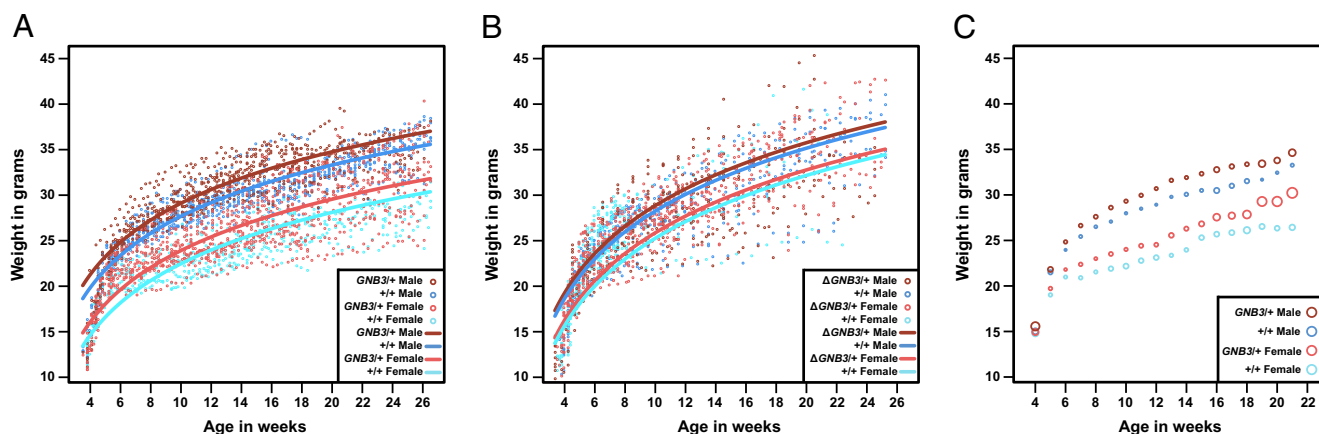 A
Weight in grams
45
40
35
30
25
20
15
10
4 6 8 10 12 14 16 18 20 22 24 26
Age in weeks
GNB3/+ Male
+/+ Male
GNB3/+ Female
+/+ Female
GNB3/+ Male
+/+ Male
GNB3/+ Female
+/+ Female
B
Weight in grams
45
40
35
30
25
20
15
10
4 6 8 10 12 14 16 18 20 22 24 26
Age in weeks
ΔGNB3/+ Male
+/+ Male
ΔGNB3/+ Female
+/+ Female
ΔGNB3/+ Male
+/+ Male
ΔGNB3/+ Female
+/+ Female
C
Weight in grams
45
40
35
30
25
20
15
10
4 6 8 10 12 14 16 18 20 22
Age in weeks
GNB3/+ Male
+/+ Male
GNB3/+ Female
+/+ Female